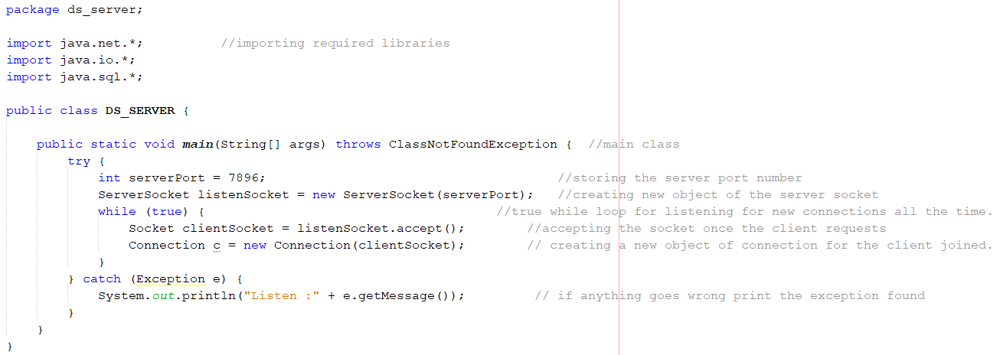 package ds_server;
import java.net.*;          //importing required libraries
import java.io.*;
import java.sql.*;
public class DS_SERVER {
    public static void main(String[] args) throws ClassNotFoundException {  //main class
        try {
            int serverPort = 7896;                                      //storing the server port number
            ServerSocket listenSocket = new ServerSocket(serverPort);   //creating new object of the server socket
            while (true) {                                      //true while loop for listening for new connections all the time.
                Socket clientSocket = listenSocket.accept();        //accepting the socket once the client requests
                Connection c = new Connection(clientSocket);        // creating a new object of connection for the client joined.
            }
        } catch (Exception e) {
            System.out.println("Listen :" + e.getMessage());         // if anything goes wrong print the exception found
        }
    }
}